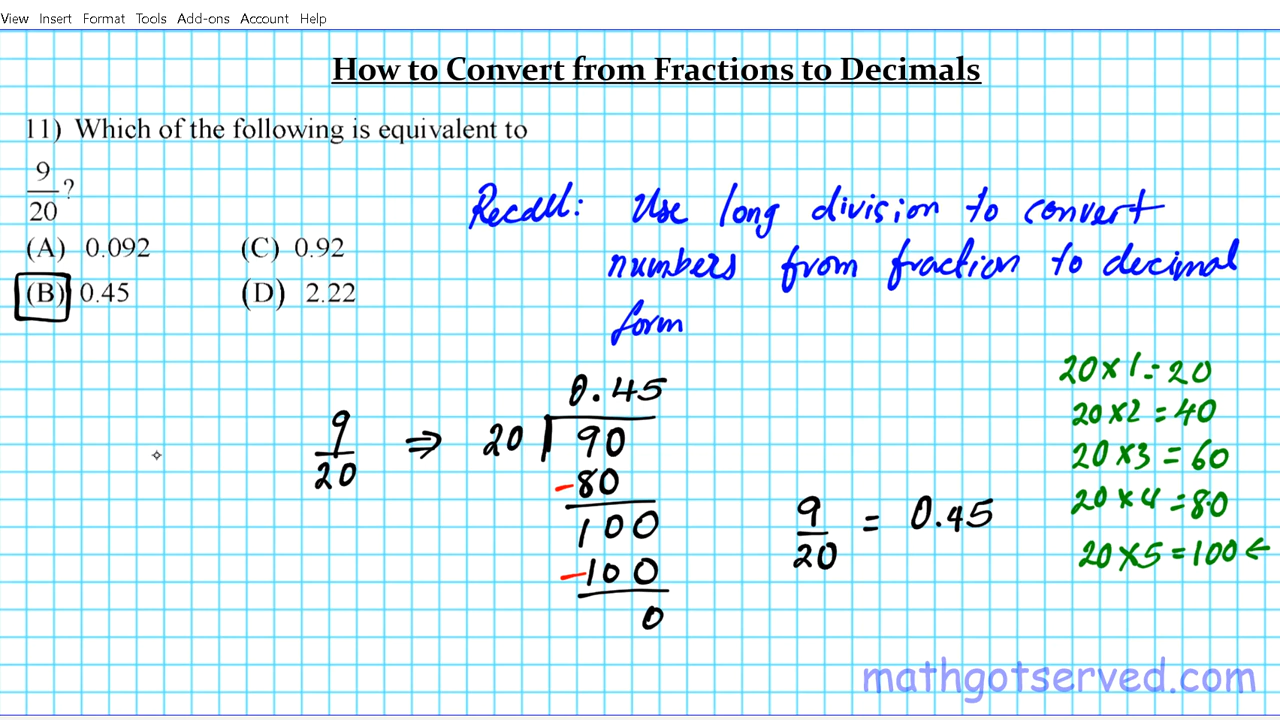 View Insert Format Tools Add-ons Account Help
How to Convert from Fractions to Decimals
11) Which of the following is equivalent to
9
20
?
(A) 0.092 (C) 0.92
(B) 0.45 (D) 2.22
Recall: Use long division to convert
numbers from fraction to decimal
form
20 × 1 = 20
20 × 2 = 40
20 × 3 = 60
20 × 4 = 80
20 × 5 = 100 ←
0.45
9
20
⇒ 20 90
-80
100
-100
0
9
20
= 0.45
mathgotserved.com